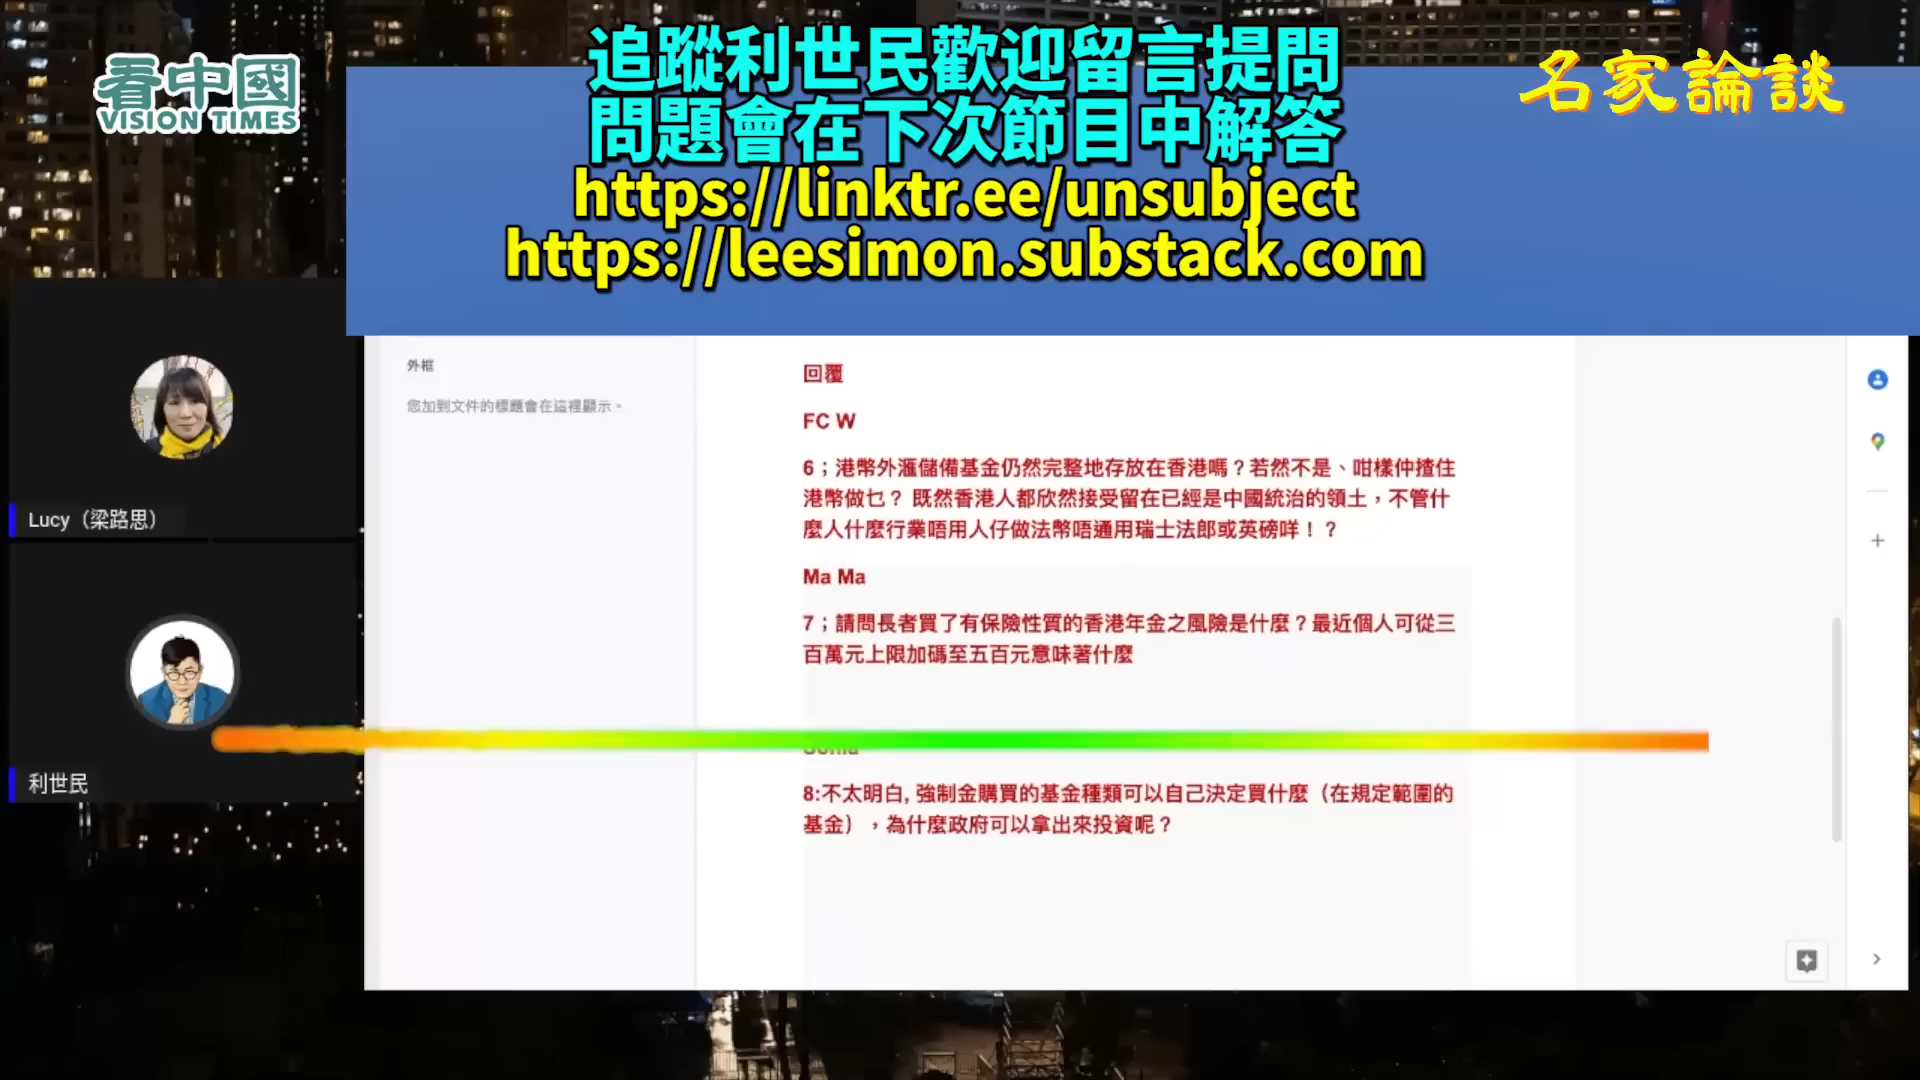 看中國
VISION TIMES
追蹤利世民歡迎留言提問
問題會在下次節目中解答
https://linktr.ee/unsubject
https://leesimon.substack.com
名家論談
外框
您加到文件的標題會在這裡顯示。
Lucy（梁路思）
利世民
回覆
FC W
6；港幣外滙儲備基金仍然完整地存放在香港嗎？若然不是、咁樣仲揸住
港幣做乜？ 既然香港人都欣然接受留在已經是中國統治的領土，不管什
麼人什麼行業唔用人仔做法幣唔通用瑞士法郎或英磅咩！？
Ma Ma
7；請問長者買了有保險性質的香港年金之風險是什麼？最近個人可從三
百萬元上限加碼至五百元意味著什麼
8:不太明白, 強制金購買的基金種類可以自己決定買什麼（在規定範圍的
基金），為什麼政府可以拿出來投資呢？